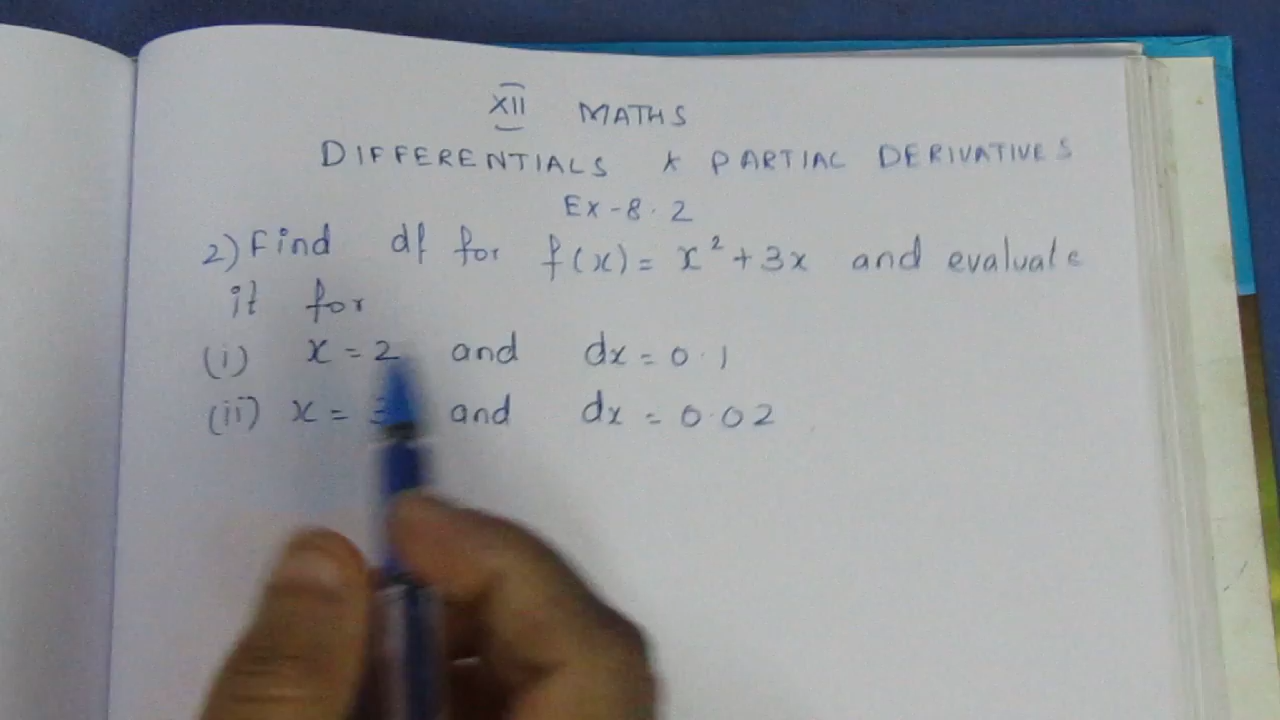 XII MATHS
DIFFERENTIALS & PARTIAL DERIVATIVES
Ex-8.2
2) Find df for f(x) = x² + 3x and evaluate
it for
(i) x = 2 and dx = 0.1
(ii) x = 3 and dx = 0.02